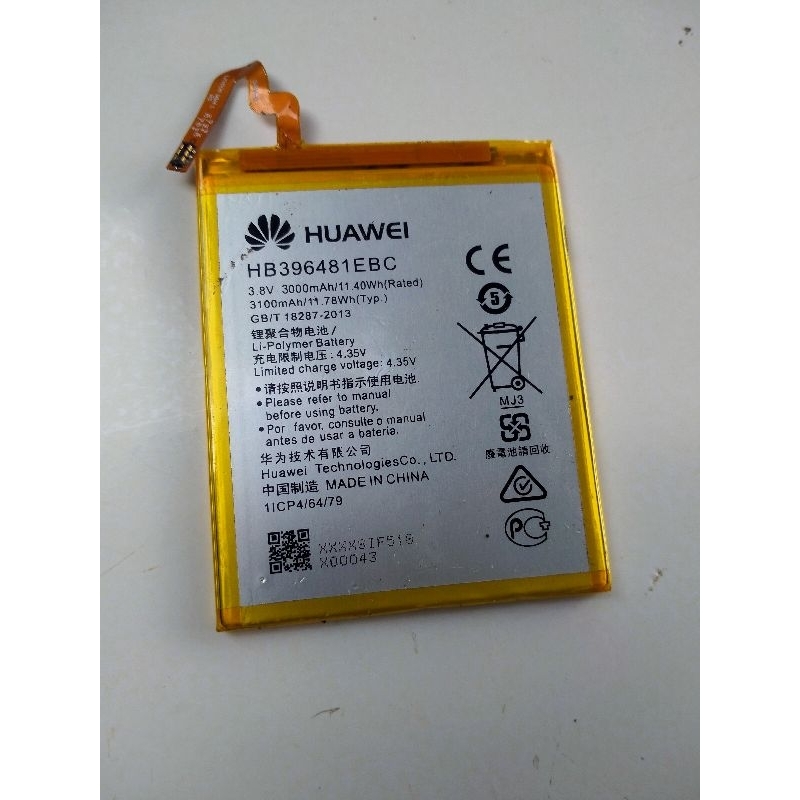 HUAWEI
HB396481EBC
3.8V 3000mAh/11.40Wh(Rated)
3100mAh/11.78Wh(Typ.)
GB/T 18287-2013
锂聚合物电池/
Li-Polymer Battery
充电限制电压: 4.35V
Limited charge voltage: 4.35V
•请按照说明书指示使用电池.
•Please refer to manual
before using battery.
•Por favor, consulte o manual
antes de usar a bateria.
华为技术有限公司
Huawei TechnologiesCo., LTD.
中国制造 MADE IN CHINA
1ICP4/64/79
XXXX8IF518
X00043
CE
5
MJ3
廢電池請回收
PC